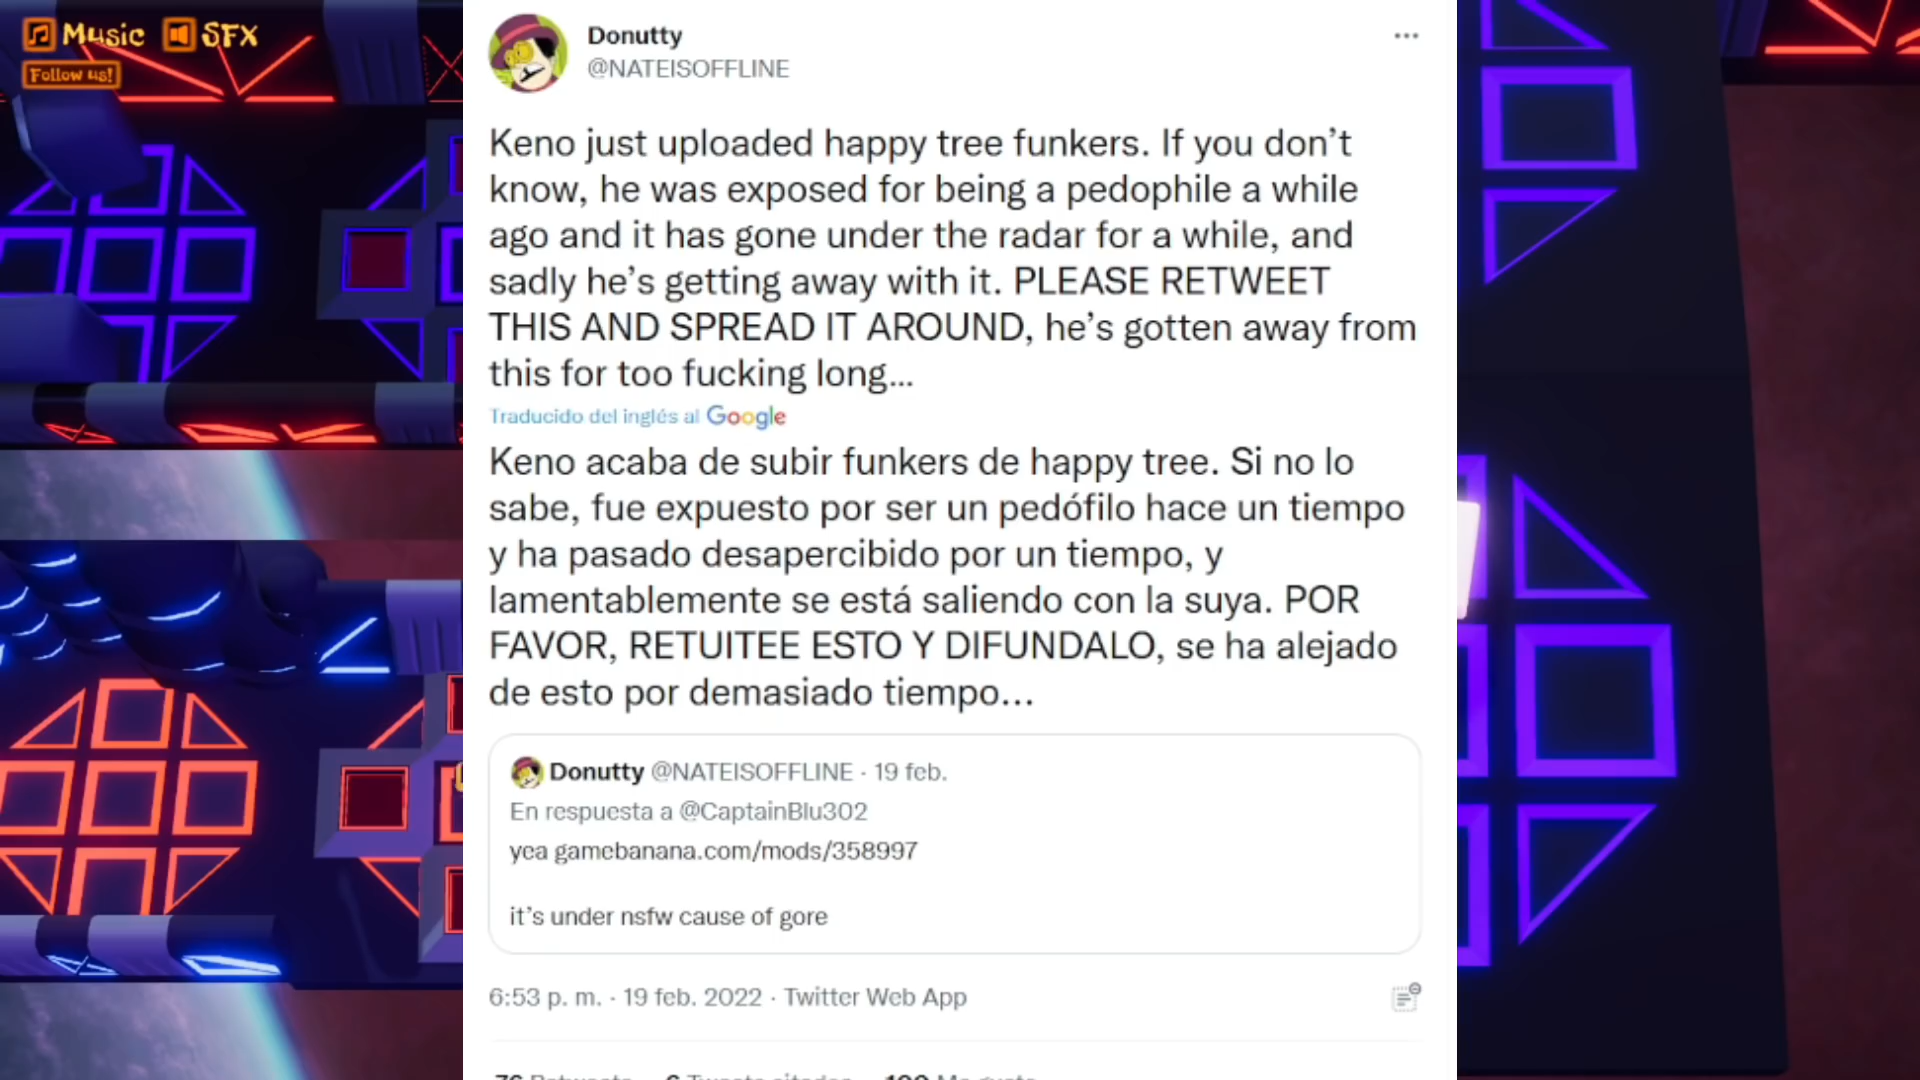 Music SFX
Follow us!
Donutty
@NATEISOFFLINE
Keno just uploaded happy tree funkers. If you don’t
know, he was exposed for being a pedophile a while
ago and it has gone under the radar for a while, and
sadly he’s getting away with it. PLEASE RETWEET
THIS AND SPREAD IT AROUND, he’s gotten away from
this for too fucking long...
Traducido del inglés al Google
Keno acaba de subir funkers de happy tree. Si no lo
sabe, fue expuesto por ser un pedófilo hace un tiempo
y ha pasado desapercibido por un tiempo, y
lamentablemente se está saliendo con la suya. POR
FAVOR, RETUITEE ESTO Y DIFUNDALO, se ha alejado
de esto por demasiado tiempo...
Donutty @NATEISOFFLINE · 19 feb.
En respuesta a @CaptainBlu302
yea gamebanana.com/mods/358997
it’s under nsfw cause of gore
6:53 p. m. · 19 feb. 2022 · Twitter Web App